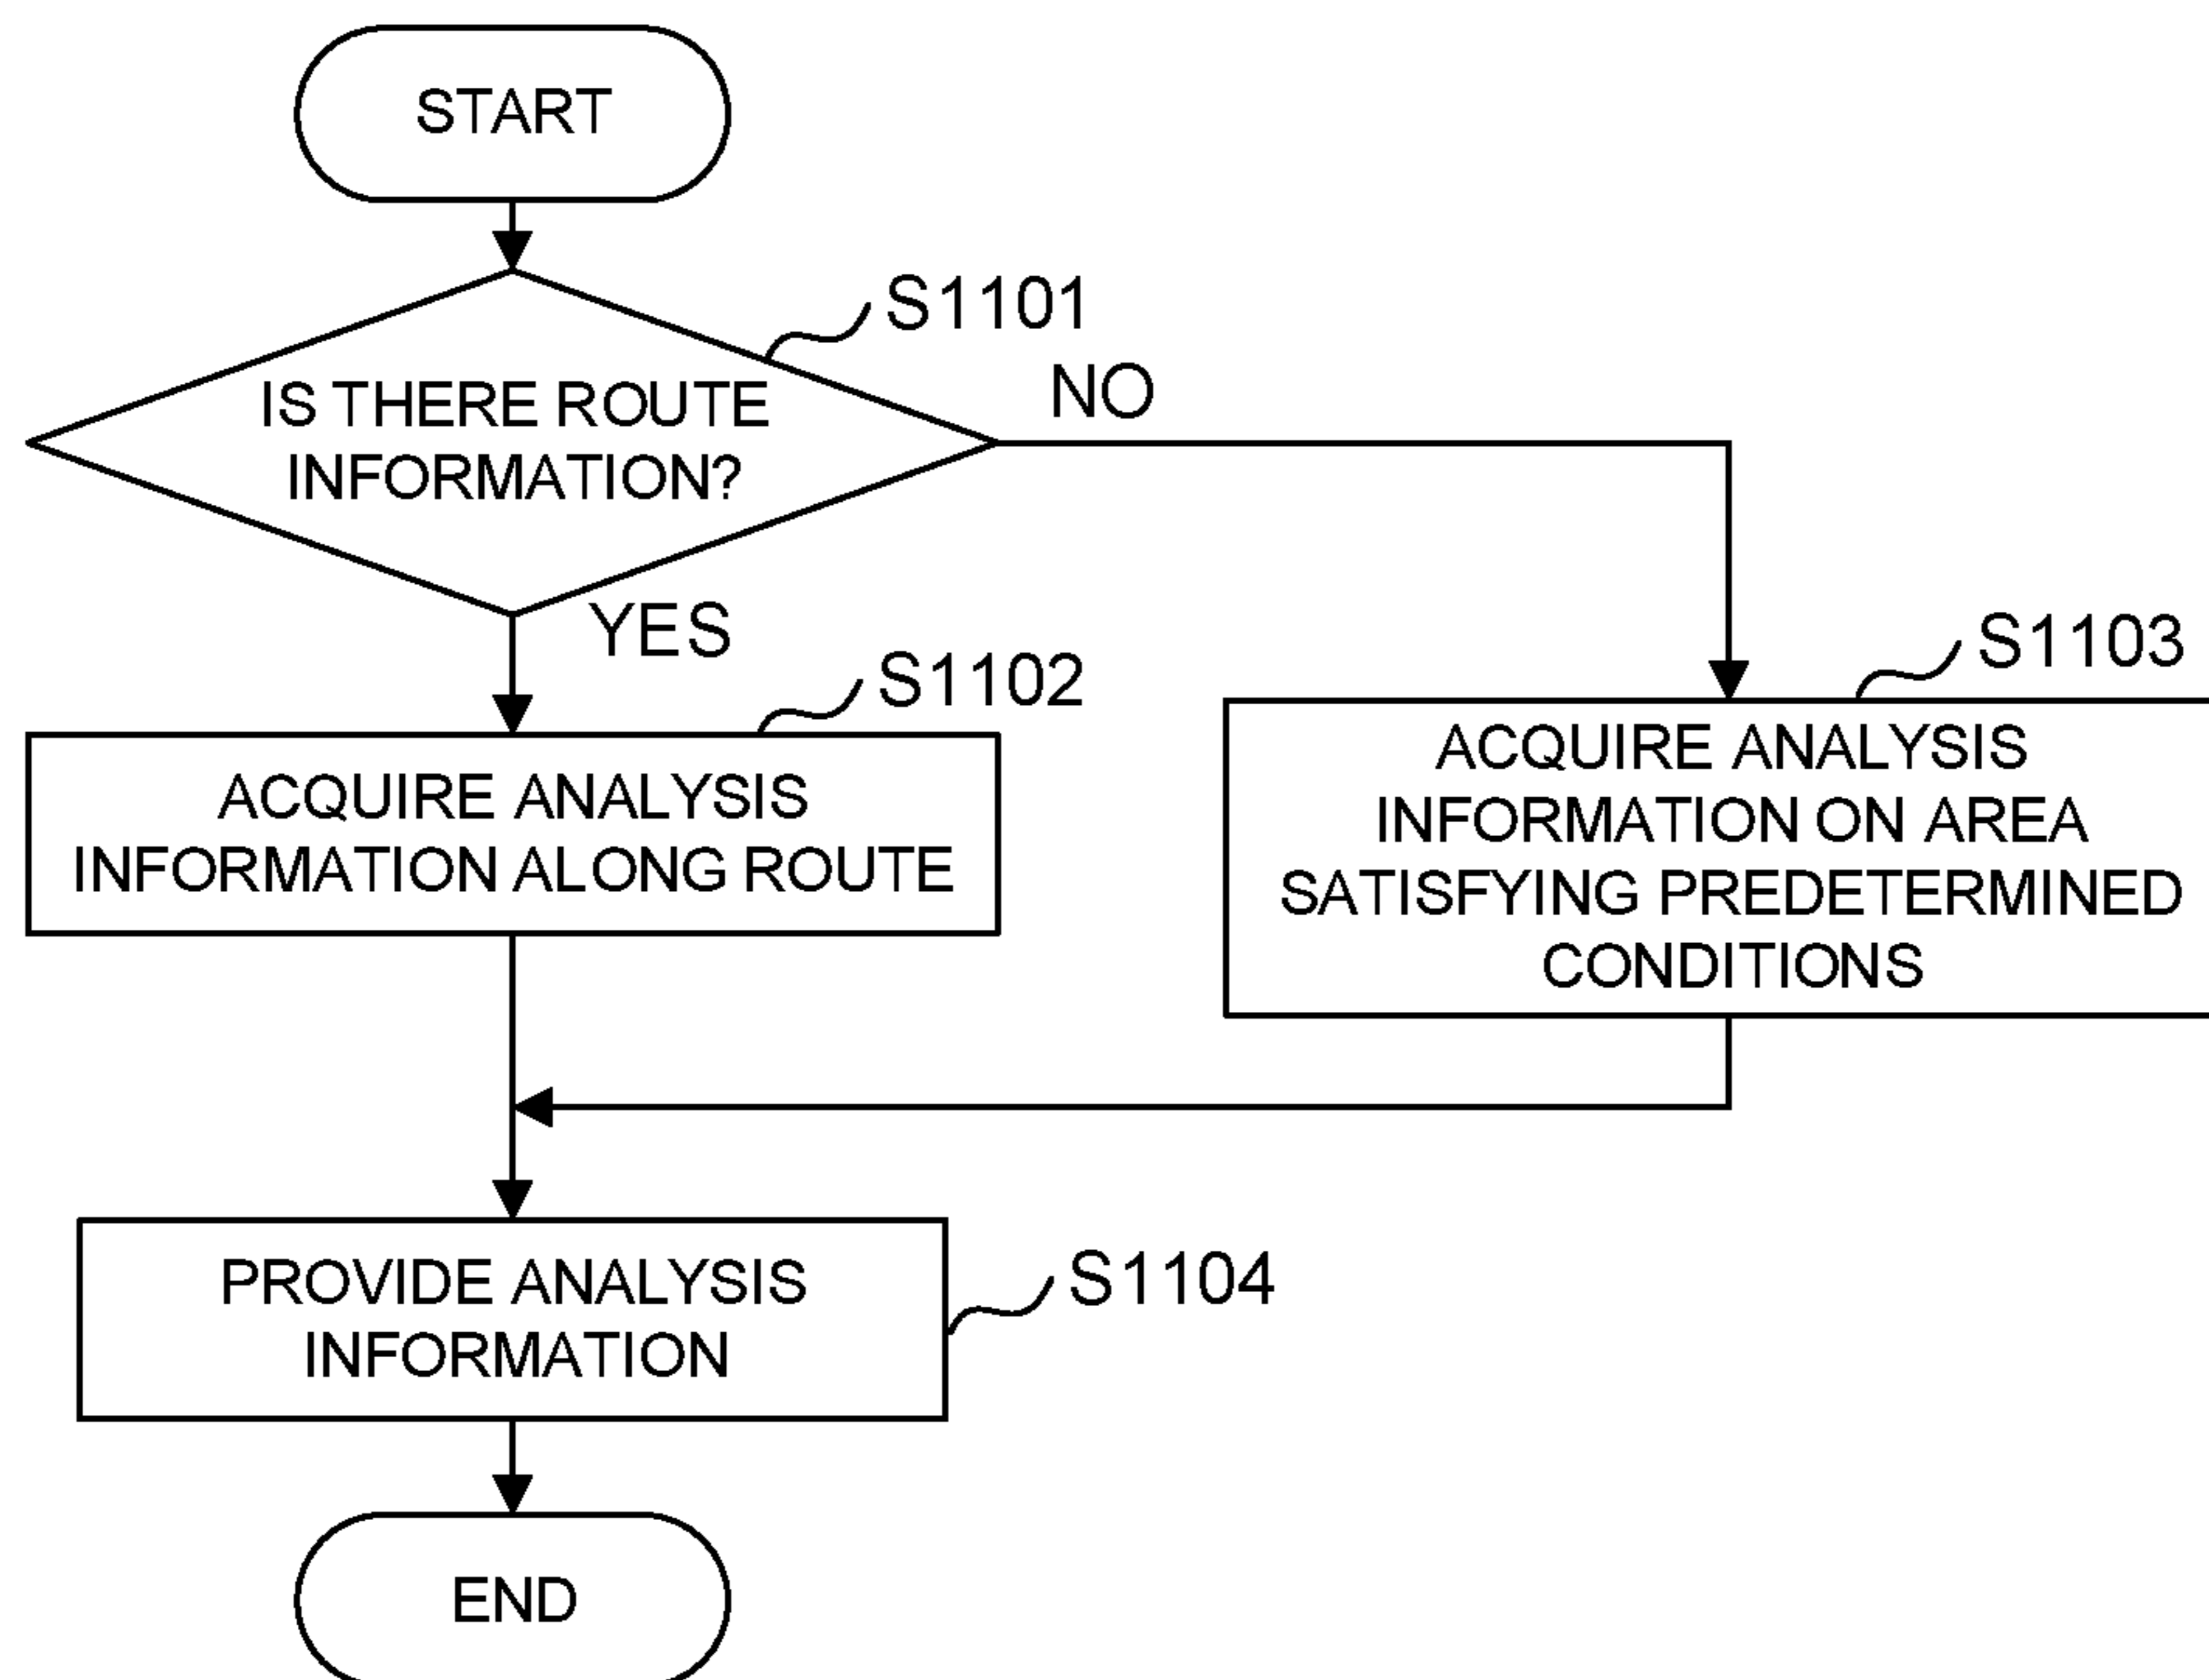 START
S1101
IS THERE ROUTE
INFORMATION?
NO
YES
S1102
ACQUIRE ANALYSIS
INFORMATION ALONG ROUTE
S1103
ACQUIRE ANALYSIS
INFORMATION ON AREA
SATISFYING PREDETERMINED
CONDITIONS
PROVIDE ANALYSIS
INFORMATION
S1104
END